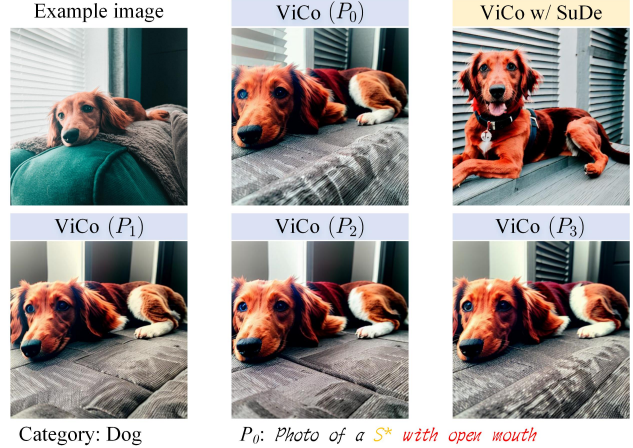 Example image
ViCo (P₀)
ViCo w/ SuDe
ViCo (P₁)
ViCo (P₂)
ViCo (P₃)
Category: Dog
P₀: Photo of a S* with open mouth